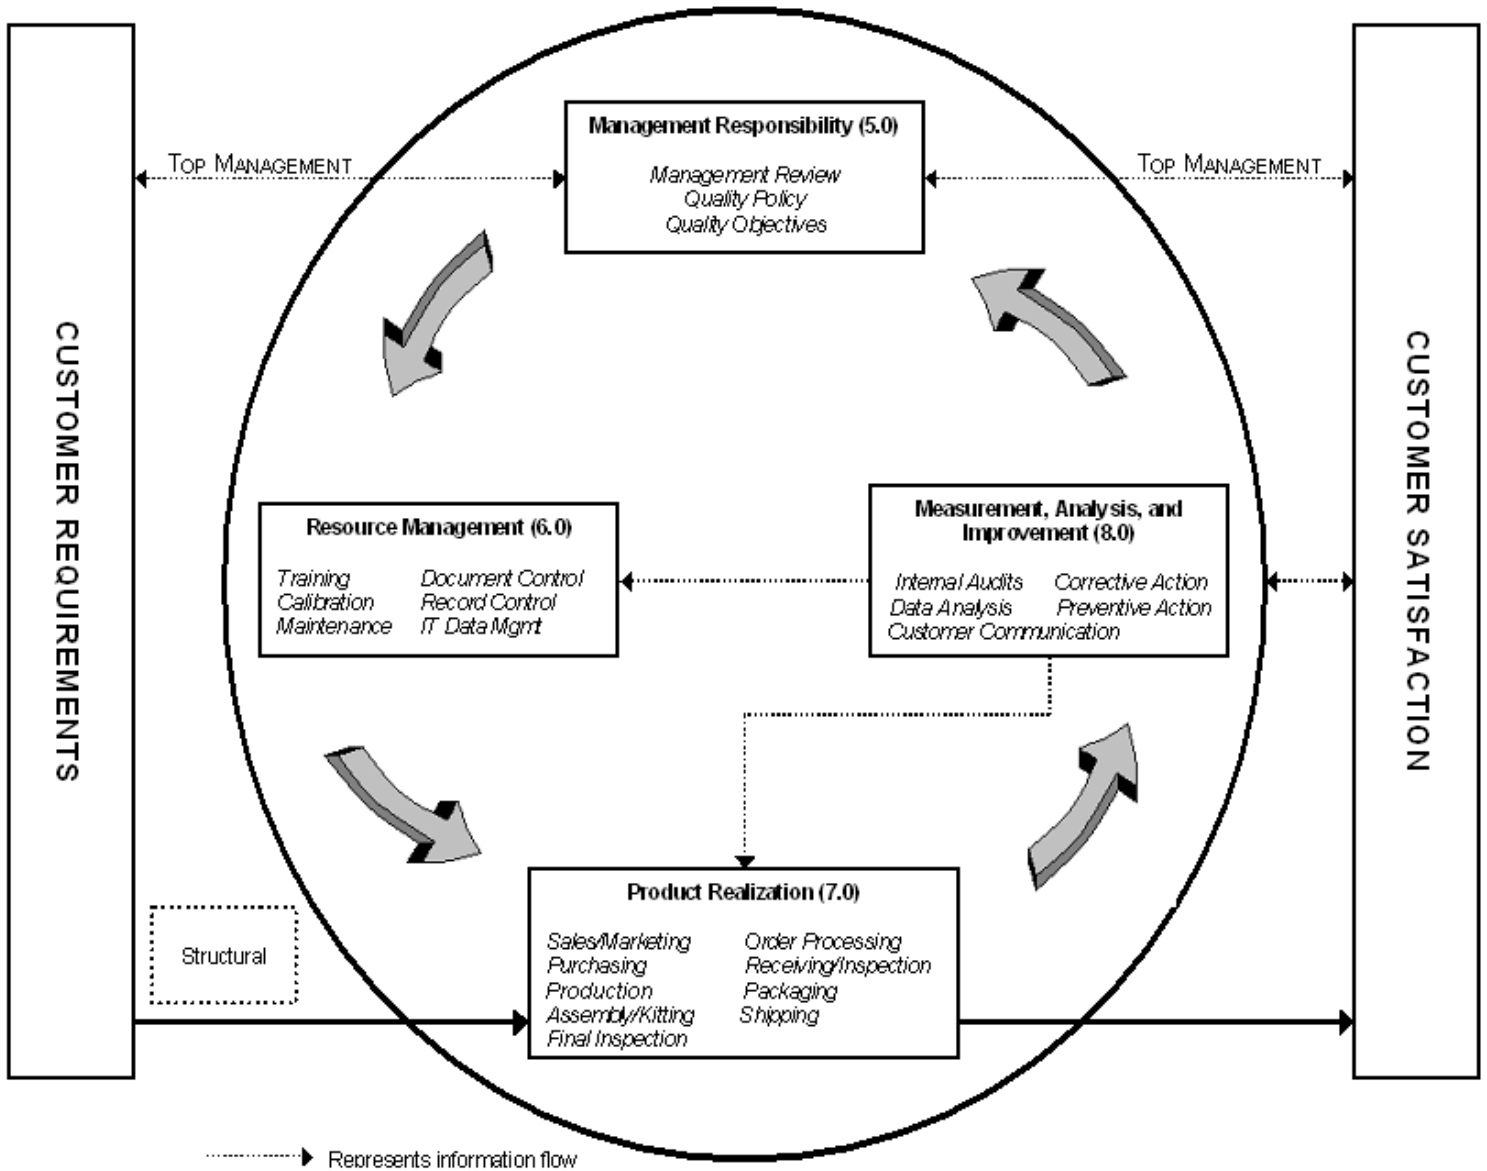 Management Responsibility (5.0)
Management Review
Quality Policy
Quality Objectives
TOP MANAGEMENT
TOP MANAGEMENT
CUSTOMER REQUIREMENTS
CUSTOMER SATISFACTION
Resource Management (6.0)
Training Document Control
Calibration Record Control
Maintenance IT Data Mgmt
Measurement, Analysis, and
Improvement (8.0)
Internal Audits Corrective Action
Data Analysis Preventive Action
Customer Communication
Structural
Product Realization (7.0)
Sales/Marketing Order Processing
Purchasing Receiving/Inspection
Production Packaging
Assembly/Kitting Shipping
Final Inspection
Represents information flow